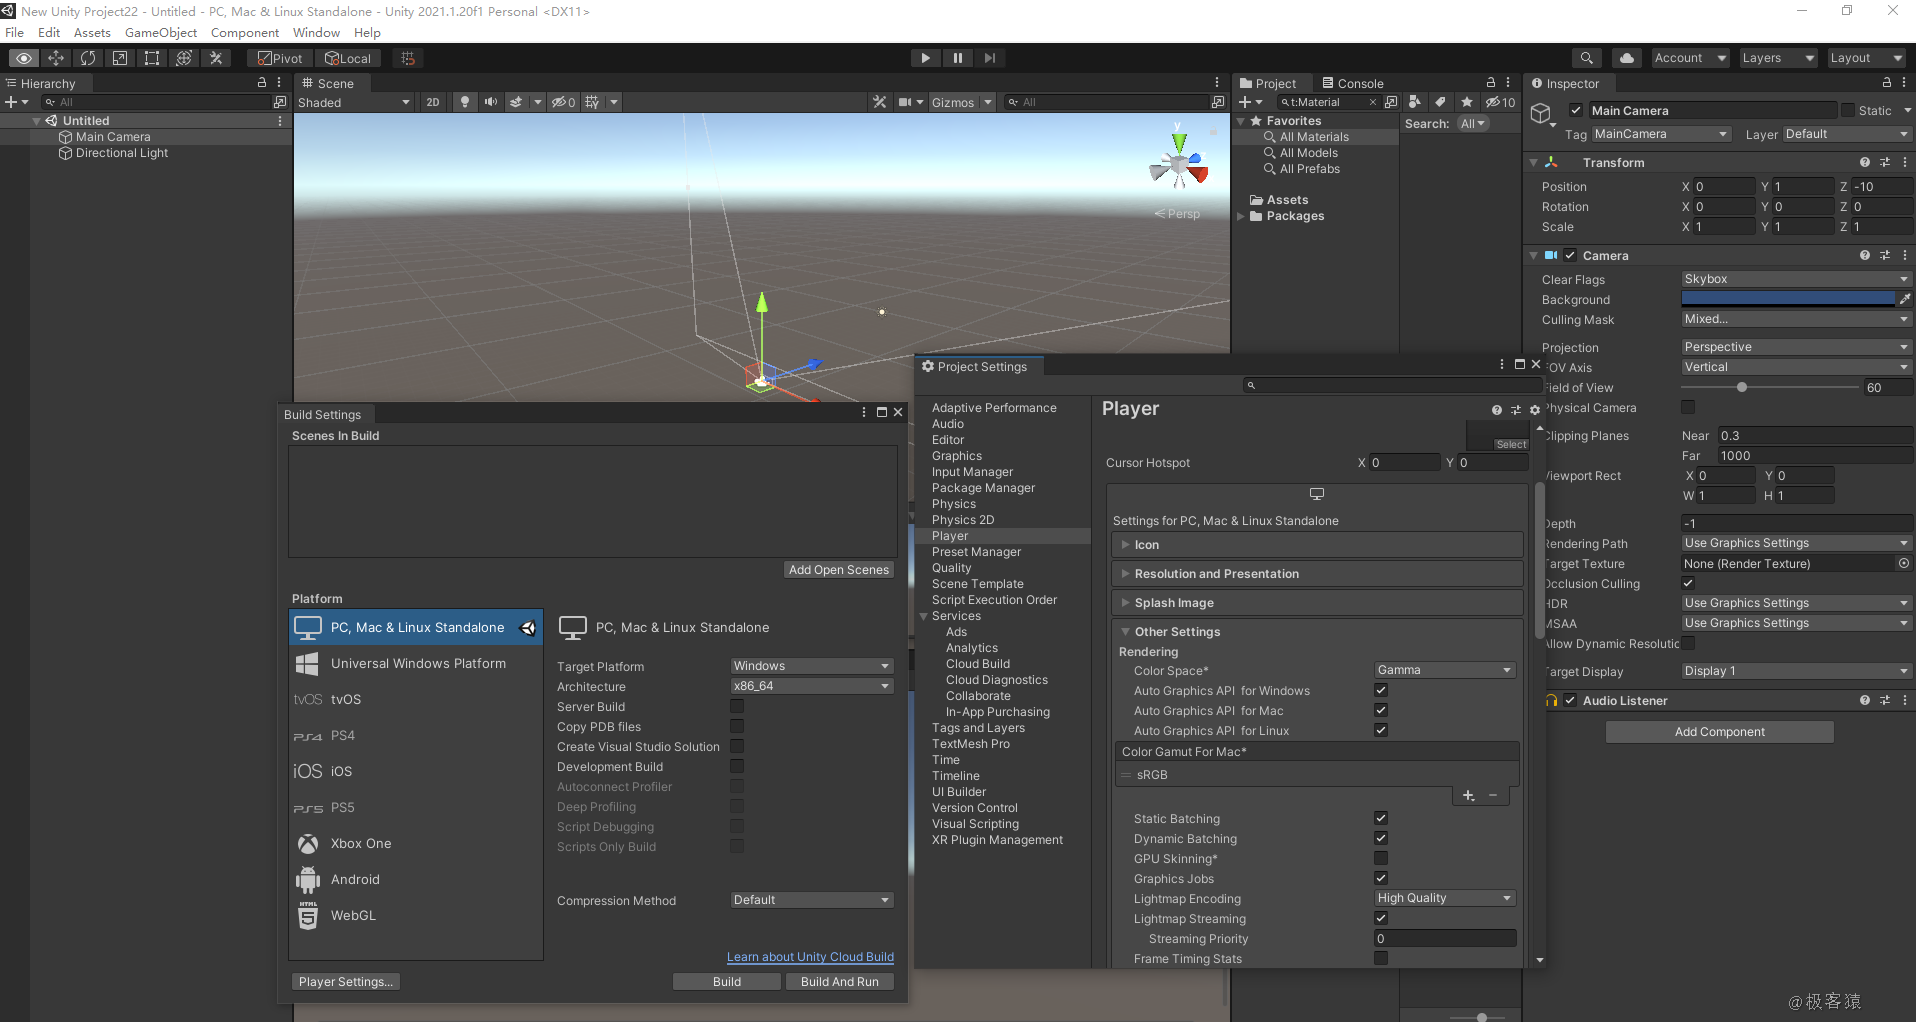 New Unity Project22 - Untitled - PC, Mac & Linux Standalone - Unity 2021.1.20f1 Personal <DX11>
File Edit Assets GameObject Component Window Help
Pivot Local
Account Layers Layout
Hierarchy
All
Untitled
Main Camera
Directional Light
Scene
Shaded 2D 0 Gizmos All
y
Persp
Project Console
t:Material 10
Favorites
All Materials
All Models
All Prefabs
Assets
Packages
Search: All
Inspector
Main Camera Static
Tag MainCamera Layer Default
Transform
Position X 0 Y 1 Z -10
Rotation X 0 Y 0 Z 0
Scale X 1 Y 1 Z 1
Camera
Clear Flags Skybox
Background
Culling Mask Mixed...
Projection Perspective
FOV Axis Vertical
Field of View 60
Physical Camera
Clipping Planes Near 0.3
Far 1000
Viewport Rect X 0 Y 0
W 1 H 1
Depth -1
Rendering Path Use Graphics Settings
Target Texture None (Render Texture)
Occlusion Culling
HDR Use Graphics Settings
MSAA Use Graphics Settings
Allow Dynamic Resolutic
Target Display Display 1
Audio Listener
Add Component
Build Settings
Scenes In Build
Add Open Scenes
Platform
PC, Mac & Linux Standalone
Universal Windows Platform
tvOS tvOS
PS4 PS4
iOS iOS
PS5 PS5
Xbox One
Android
HTML 5 WebGL
PC, Mac & Linux Standalone
Target Platform Windows
Architecture x86_64
Server Build
Copy PDB files
Create Visual Studio Solution
Development Build
Autoconnect Profiler
Deep Profiling
Script Debugging
Scripts Only Build
Compression Method Default
Learn about Unity Cloud Build
Player Settings... Build Build And Run
Project Settings
Adaptive Performance
Audio
Editor
Graphics
Input Manager
Package Manager
Physics
Physics 2D
Player
Preset Manager
Quality
Scene Template
Script Execution Order
Services
Ads
Analytics
Cloud Build
Cloud Diagnostics
Collaborate
In-App Purchasing
Tags and Layers
TextMesh Pro
Time
Timeline
UI Builder
Version Control
Visual Scripting
XR Plugin Management
Player
Select
Cursor Hotspot X 0 Y 0
Settings for PC, Mac & Linux Standalone
Icon
Resolution and Presentation
Splash Image
Other Settings
Rendering
Color Space* Gamma
Auto Graphics API for Windows
Auto Graphics API for Mac
Auto Graphics API for Linux
Color Gamut For Mac*
sRGB
Static Batching
Dynamic Batching
GPU Skinning*
Graphics Jobs
Lightmap Encoding High Quality
Lightmap Streaming
Streaming Priority 0
Frame Timing Stats
@极客猿